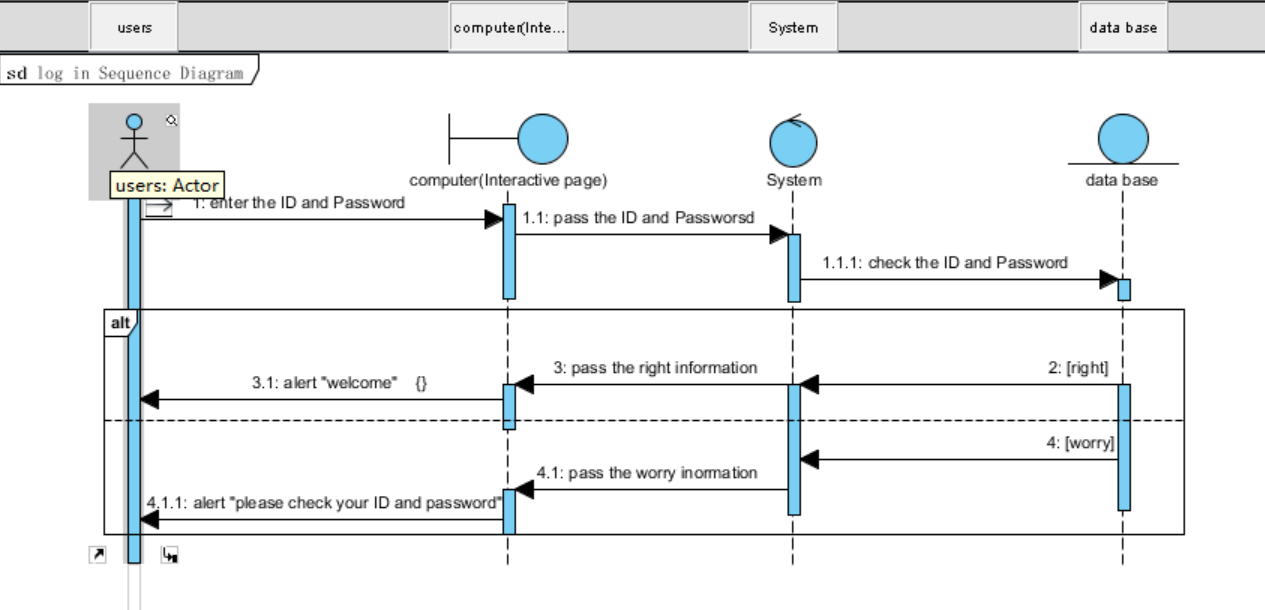 users
computer(Inte...
System
data base
sd log in Sequence Diagram
computer(Interactive page)
System
data base
users: Actor
1: enter the ID and Password
1.1: pass the ID and Passworsd
1.1.1: check the ID and Password
alt
3: pass the right information
2: [right]
3.1: alert "welcome" {}
4: [worry]
4.1: pass the worry inormation
4.1.1: alert "please check your ID and password"